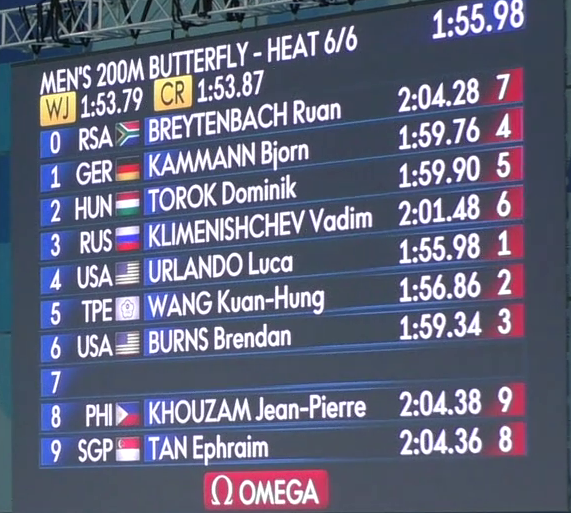 1:55.98
MEN'S 200M BUTTERFLY - HEAT 6/6
WJ 1:53.79 CR 1:53.87
0 RSA BREYTENBACH Ruan 2:04.28 7
1 GER KAMMANN Bjorn 1:59.76 4
2 HUN TOROK Dominik 1:59.90 5
3 RUS KLIMENISHCHEV Vadim 2:01.48 6
4 USA URLANDO Luca 1:55.98 1
5 TPE WANG Kuan-Hung 1:56.86 2
6 USA BURNS Brendan 1:59.34 3
7
8 PHI KHOUZAM Jean-Pierre 2:04.38 9
9 SGP TAN Ephraim 2:04.36 8
Ω OMEGA